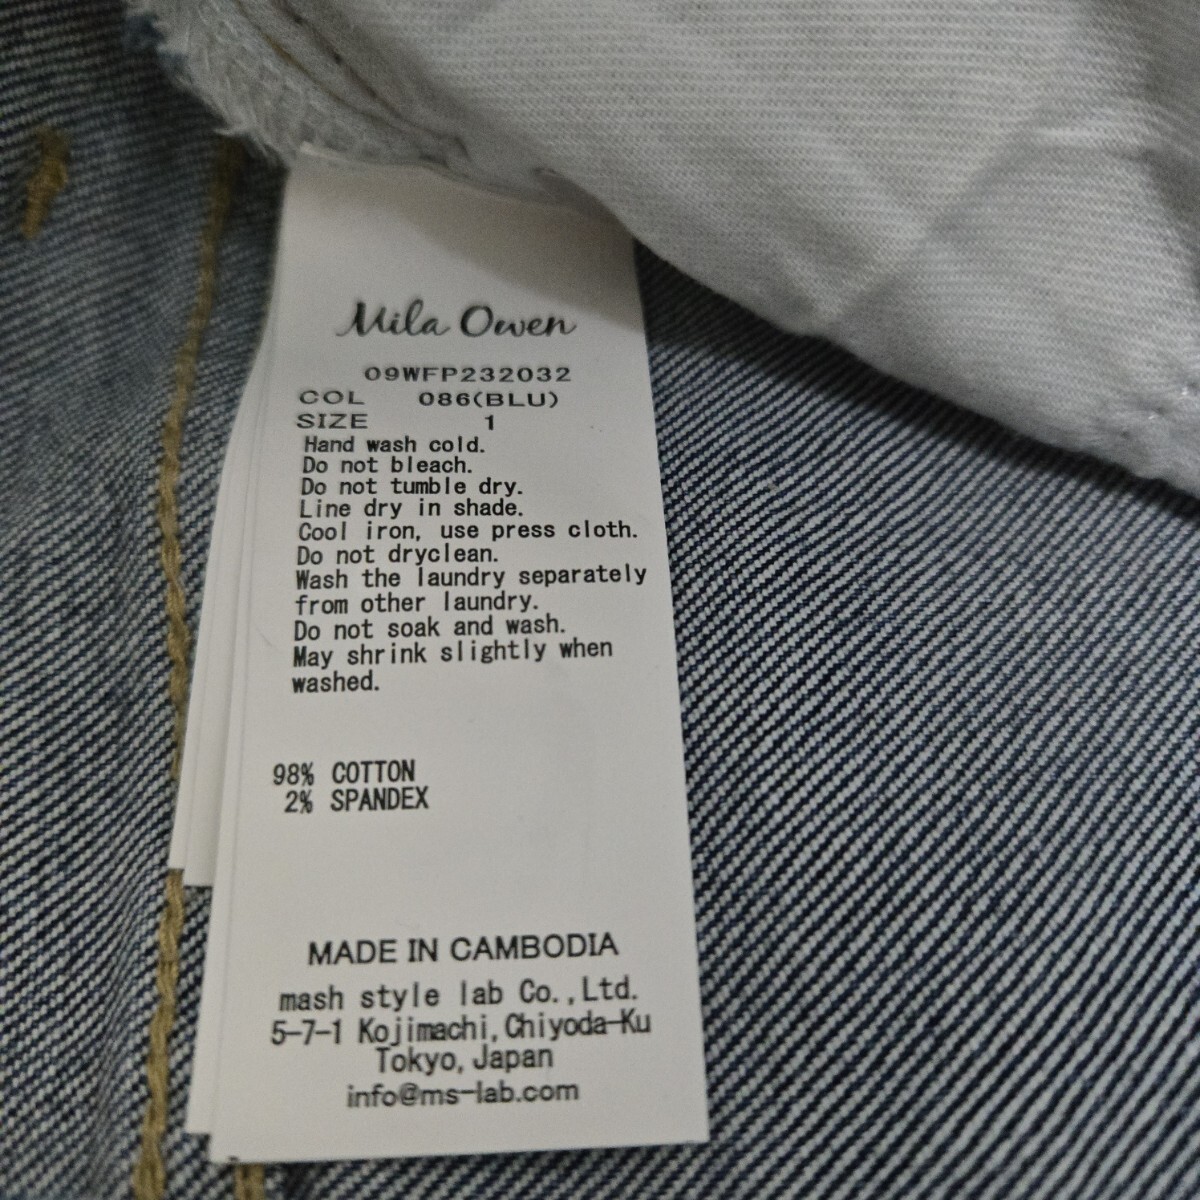 Mila Owen
09WFP232032
COL 086(BLU)
SIZE 1
Hand wash cold.
Do not bleach.
Do not tumble dry.
Line dry in shade.
Cool iron, use press cloth.
Do not dryclean.
Wash the laundry separately
from other laundry.
Do not soak and wash.
May shrink slightly when
washed.
98% COTTON
2% SPANDEX
MADE IN CAMBODIA
mash style lab Co.,Ltd.
5-7-1 Kojimachi,Chiyoda-Ku
Tokyo,Japan
info@ms-lab.com